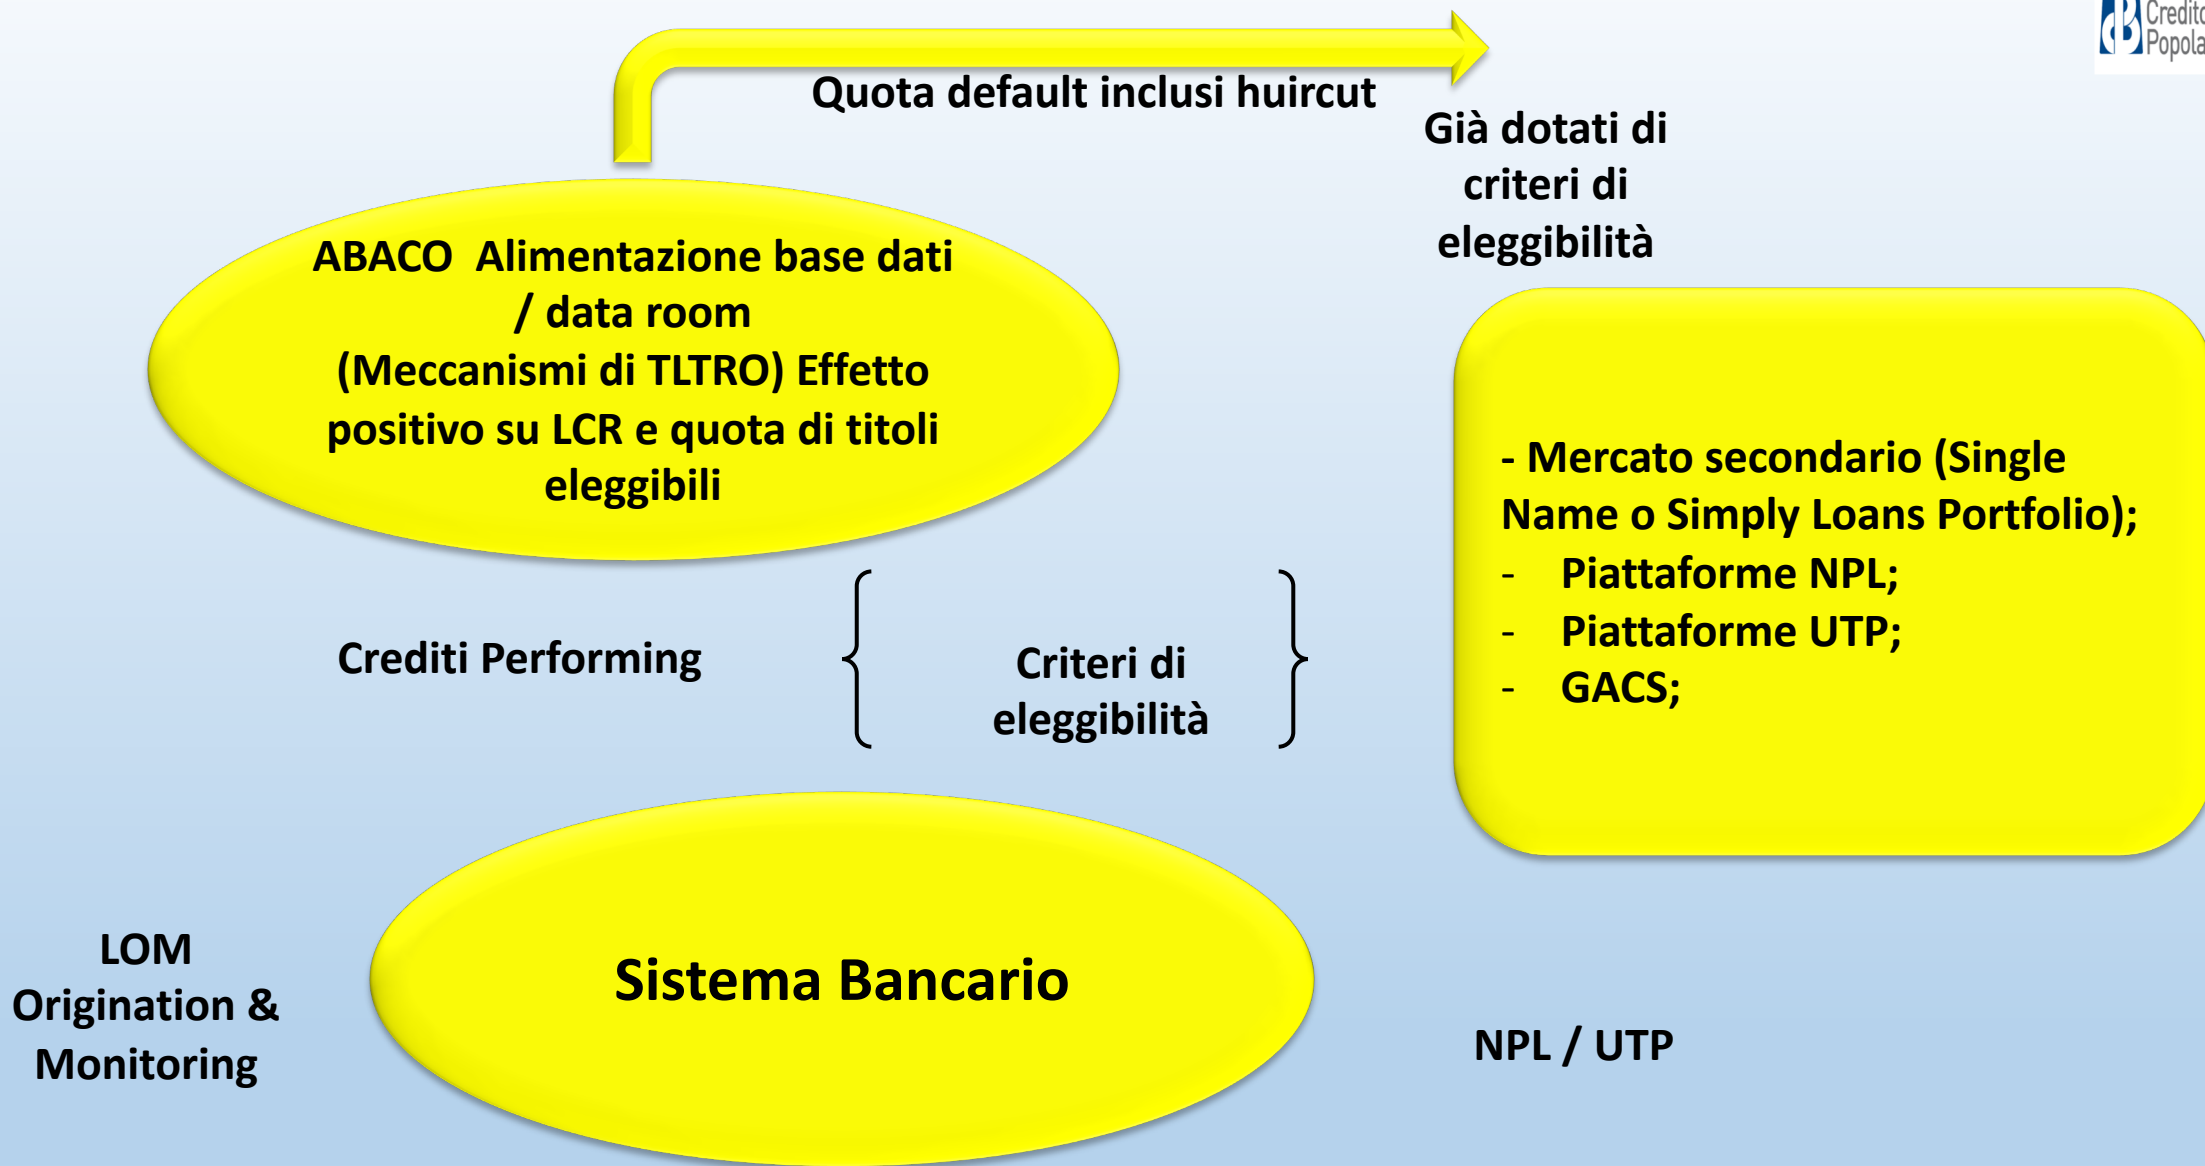 Credito
Quota default inclusi huircut
Già dotati di
criteri di
eleggibilità
ABACO  Alimentazione base dati
/ data room
(Meccanismi di TLTRO) Effetto
positivo su LCR e quota di titoli
eleggibili
- Mercato secondario (Single
Name o Simply Loans Portfolio);
- Piattaforme NPL;
- Piattaforme UTP;
- GACS;
Crediti Performing
Criteri di
eleggibilità
Sistema Bancario
LOM
Origination &
Monitoring
NPL / UTP